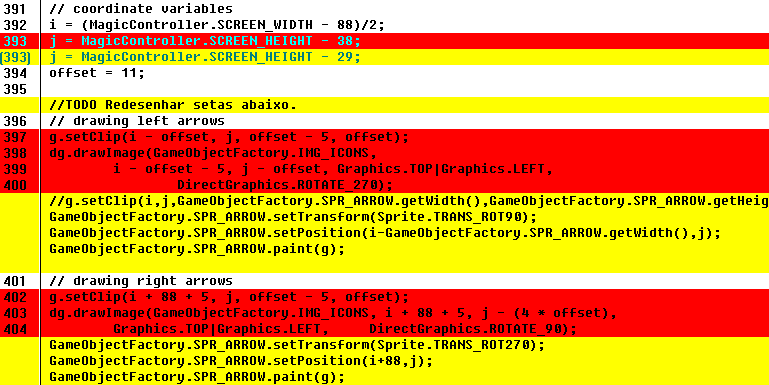 391 // coordinate variables
392 i = (MagicController.SCREEN_WIDTH - 88)/2;
393 j = MagicController.SCREEN_HEIGHT - 38;
(393) j = MagicController.SCREEN_HEIGHT - 29;
394 offset = 11;
395
//TODO Redesenhar setas abaixo.
396 // drawing left arrows
397 g.setClip(i - offset, j, offset - 5, offset);
398 dg.drawImage(GameObjectFactory.IMG_ICONS,
399 i - offset - 5, j - offset, Graphics.TOP|Graphics.LEFT,
400 DirectGraphics.ROTATE_270);
//g.setClip(i,j,GameObjectFactory.SPR_ARROW.getWidth(),GameObjectFactory.SPR_ARROW.getHeig
GameObjectFactory.SPR_ARROW.setTransform(Sprite.TRANS_ROT90);
GameObjectFactory.SPR_ARROW.setPosition(i-GameObjectFactory.SPR_ARROW.getWidth(),j);
GameObjectFactory.SPR_ARROW.paint(g);
401 // drawing right arrows
402 g.setClip(i + 88 + 5, j, offset - 5, offset);
403 dg.drawImage(GameObjectFactory.IMG_ICONS, i + 88 + 5, j - (4 * offset),
404 Graphics.TOP|Graphics.LEFT, DirectGraphics.ROTATE_90);
GameObjectFactory.SPR_ARROW.setTransform(Sprite.TRANS_ROT270);
GameObjectFactory.SPR_ARROW.setPosition(i+88,j);
GameObjectFactory.SPR_ARROW.paint(g);